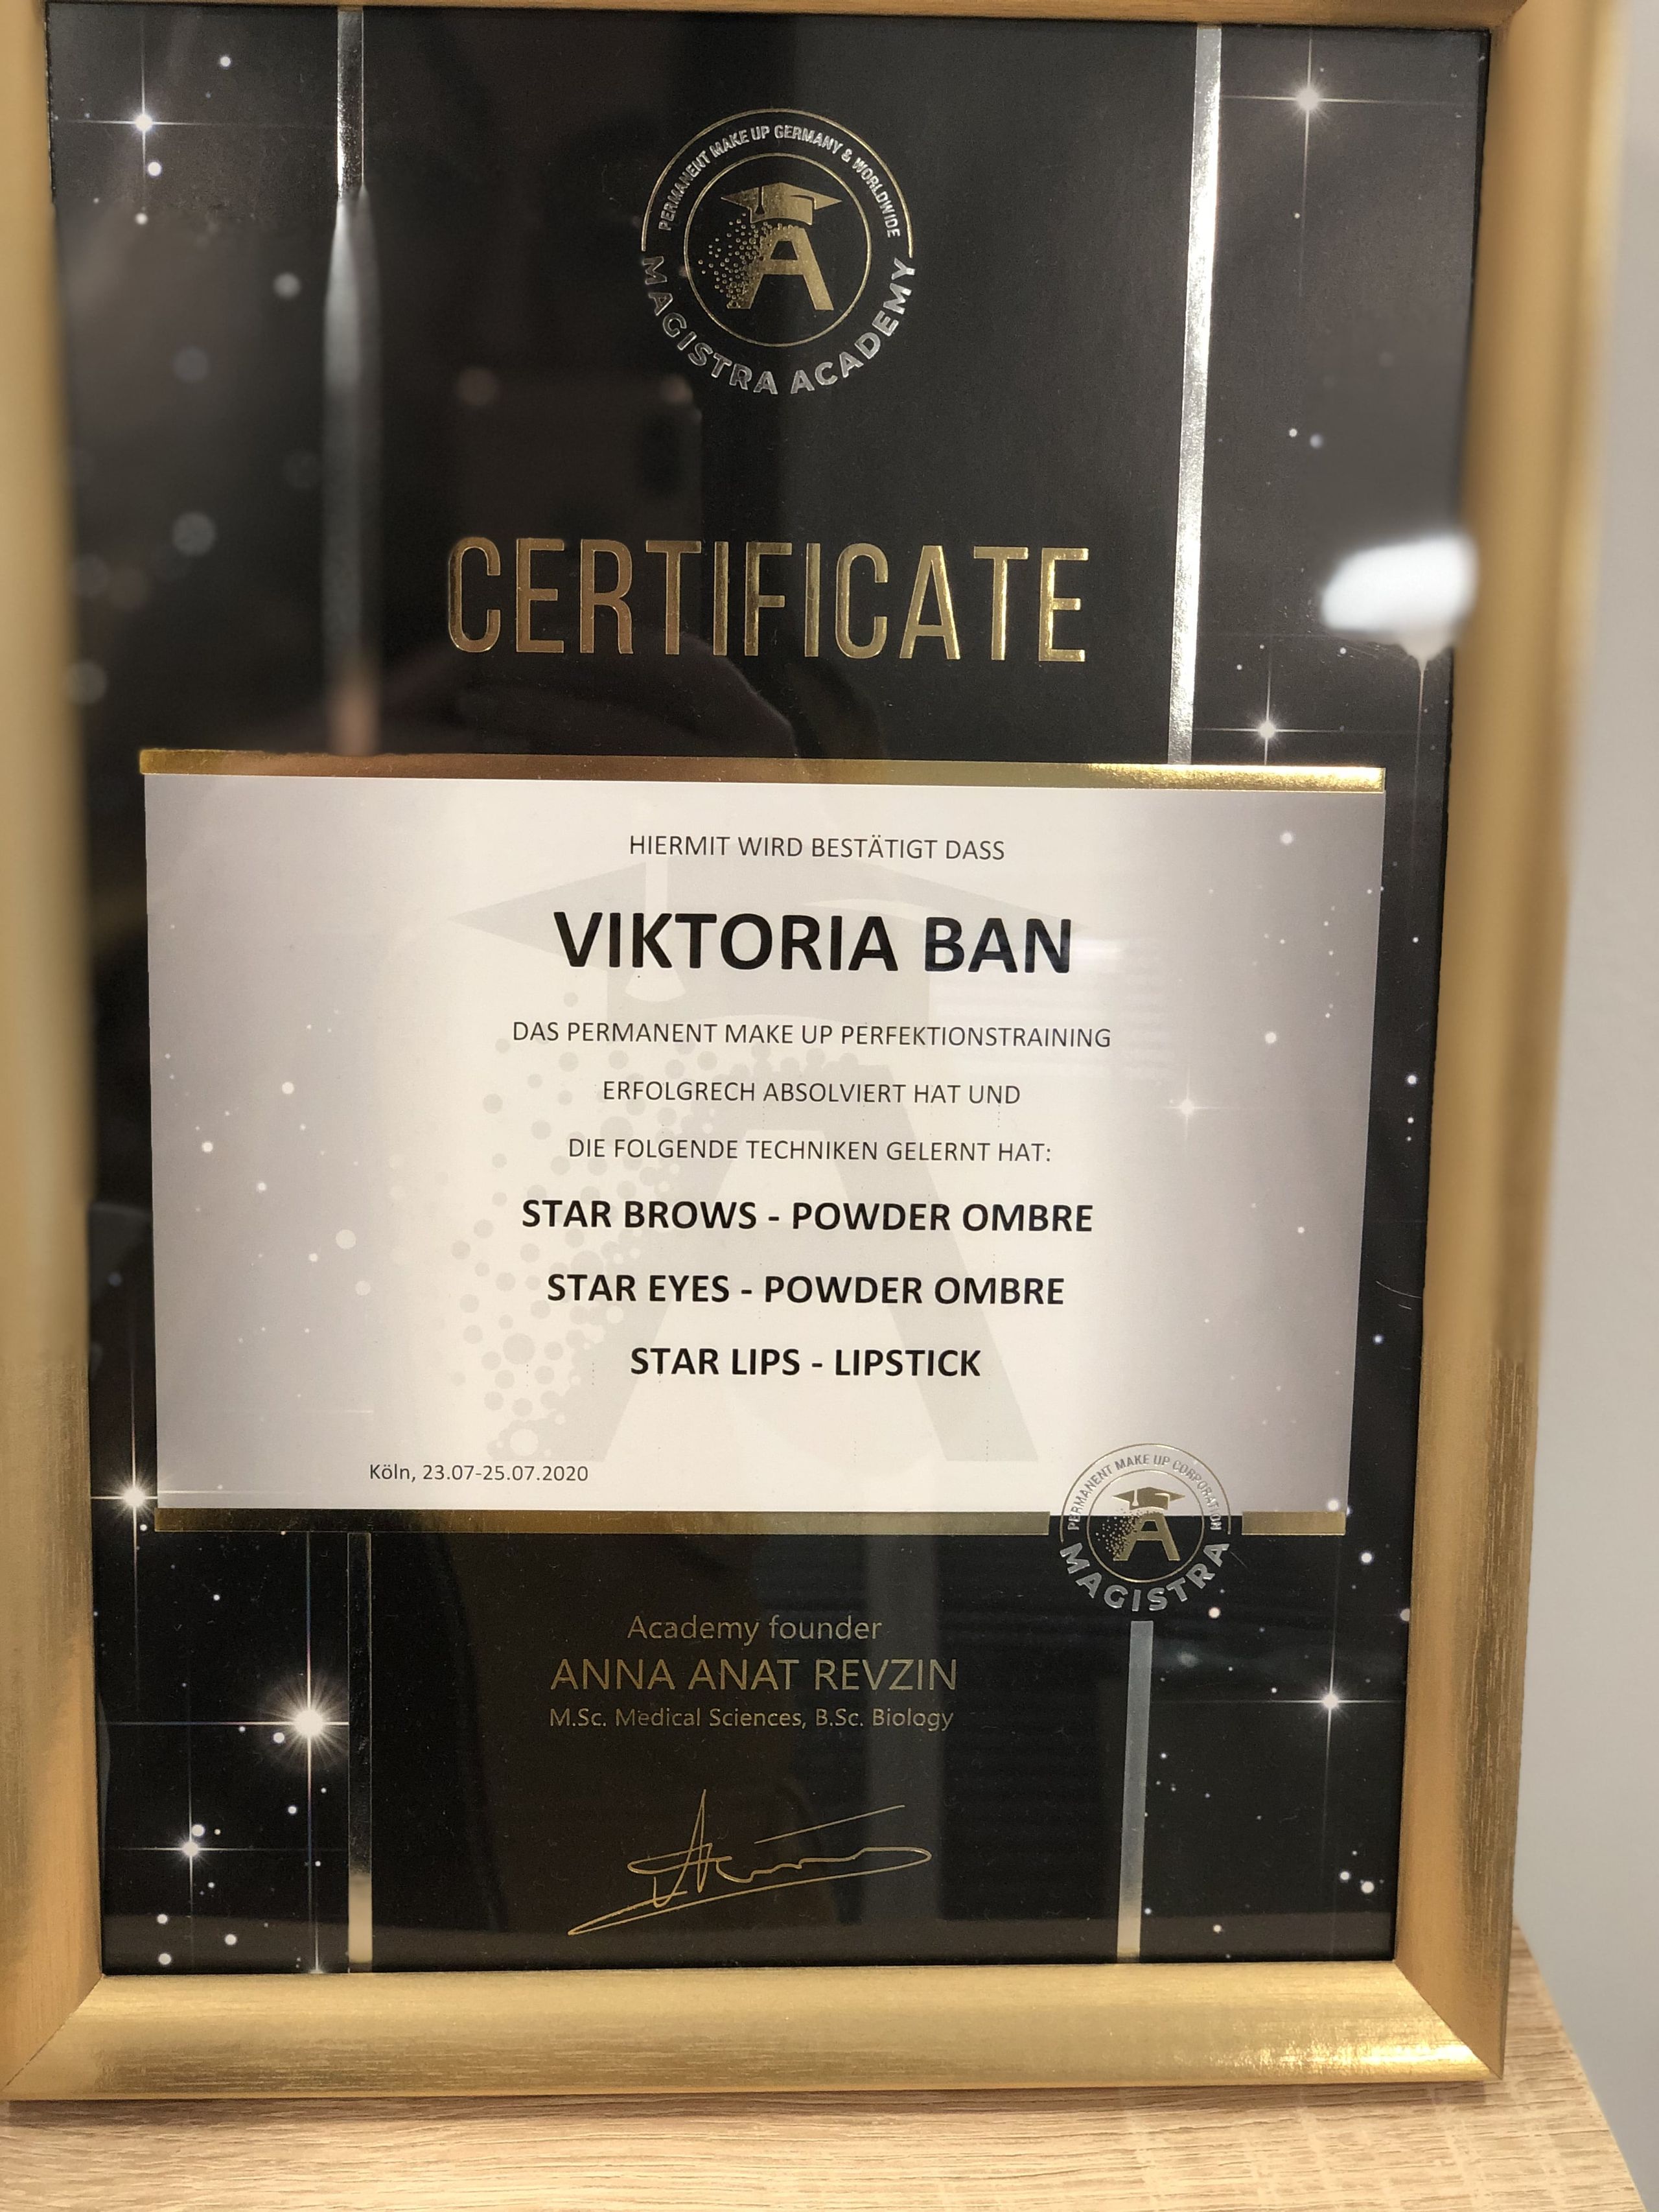 PERMANENT MAKE UP GERMANY & WORLDWIDE
A
MAGISTRA ACADEMY
CERTIFICATE
HIERMIT WIRD BESTÄTIGT DASS
VIKTORIA BAN
DAS PERMANENT MAKE UP PERFEKTIONSTRAINING
ERFOLGRECH ABSOLVIERT HAT UND
DIE FOLGENDE TECHNIKEN GELERNT HAT:
STAR BROWS - POWDER OMBRE
STAR EYES - POWDER OMBRE
STAR LIPS - LIPSTICK
Köln, 23.07-25.07.2020
PERMANENT MAKE UP CORPORATION
A
MAGISTRA
Academy founder
ANNA ANAT REVZIN
M.Sc. Medical Sciences, B.Sc. Biology